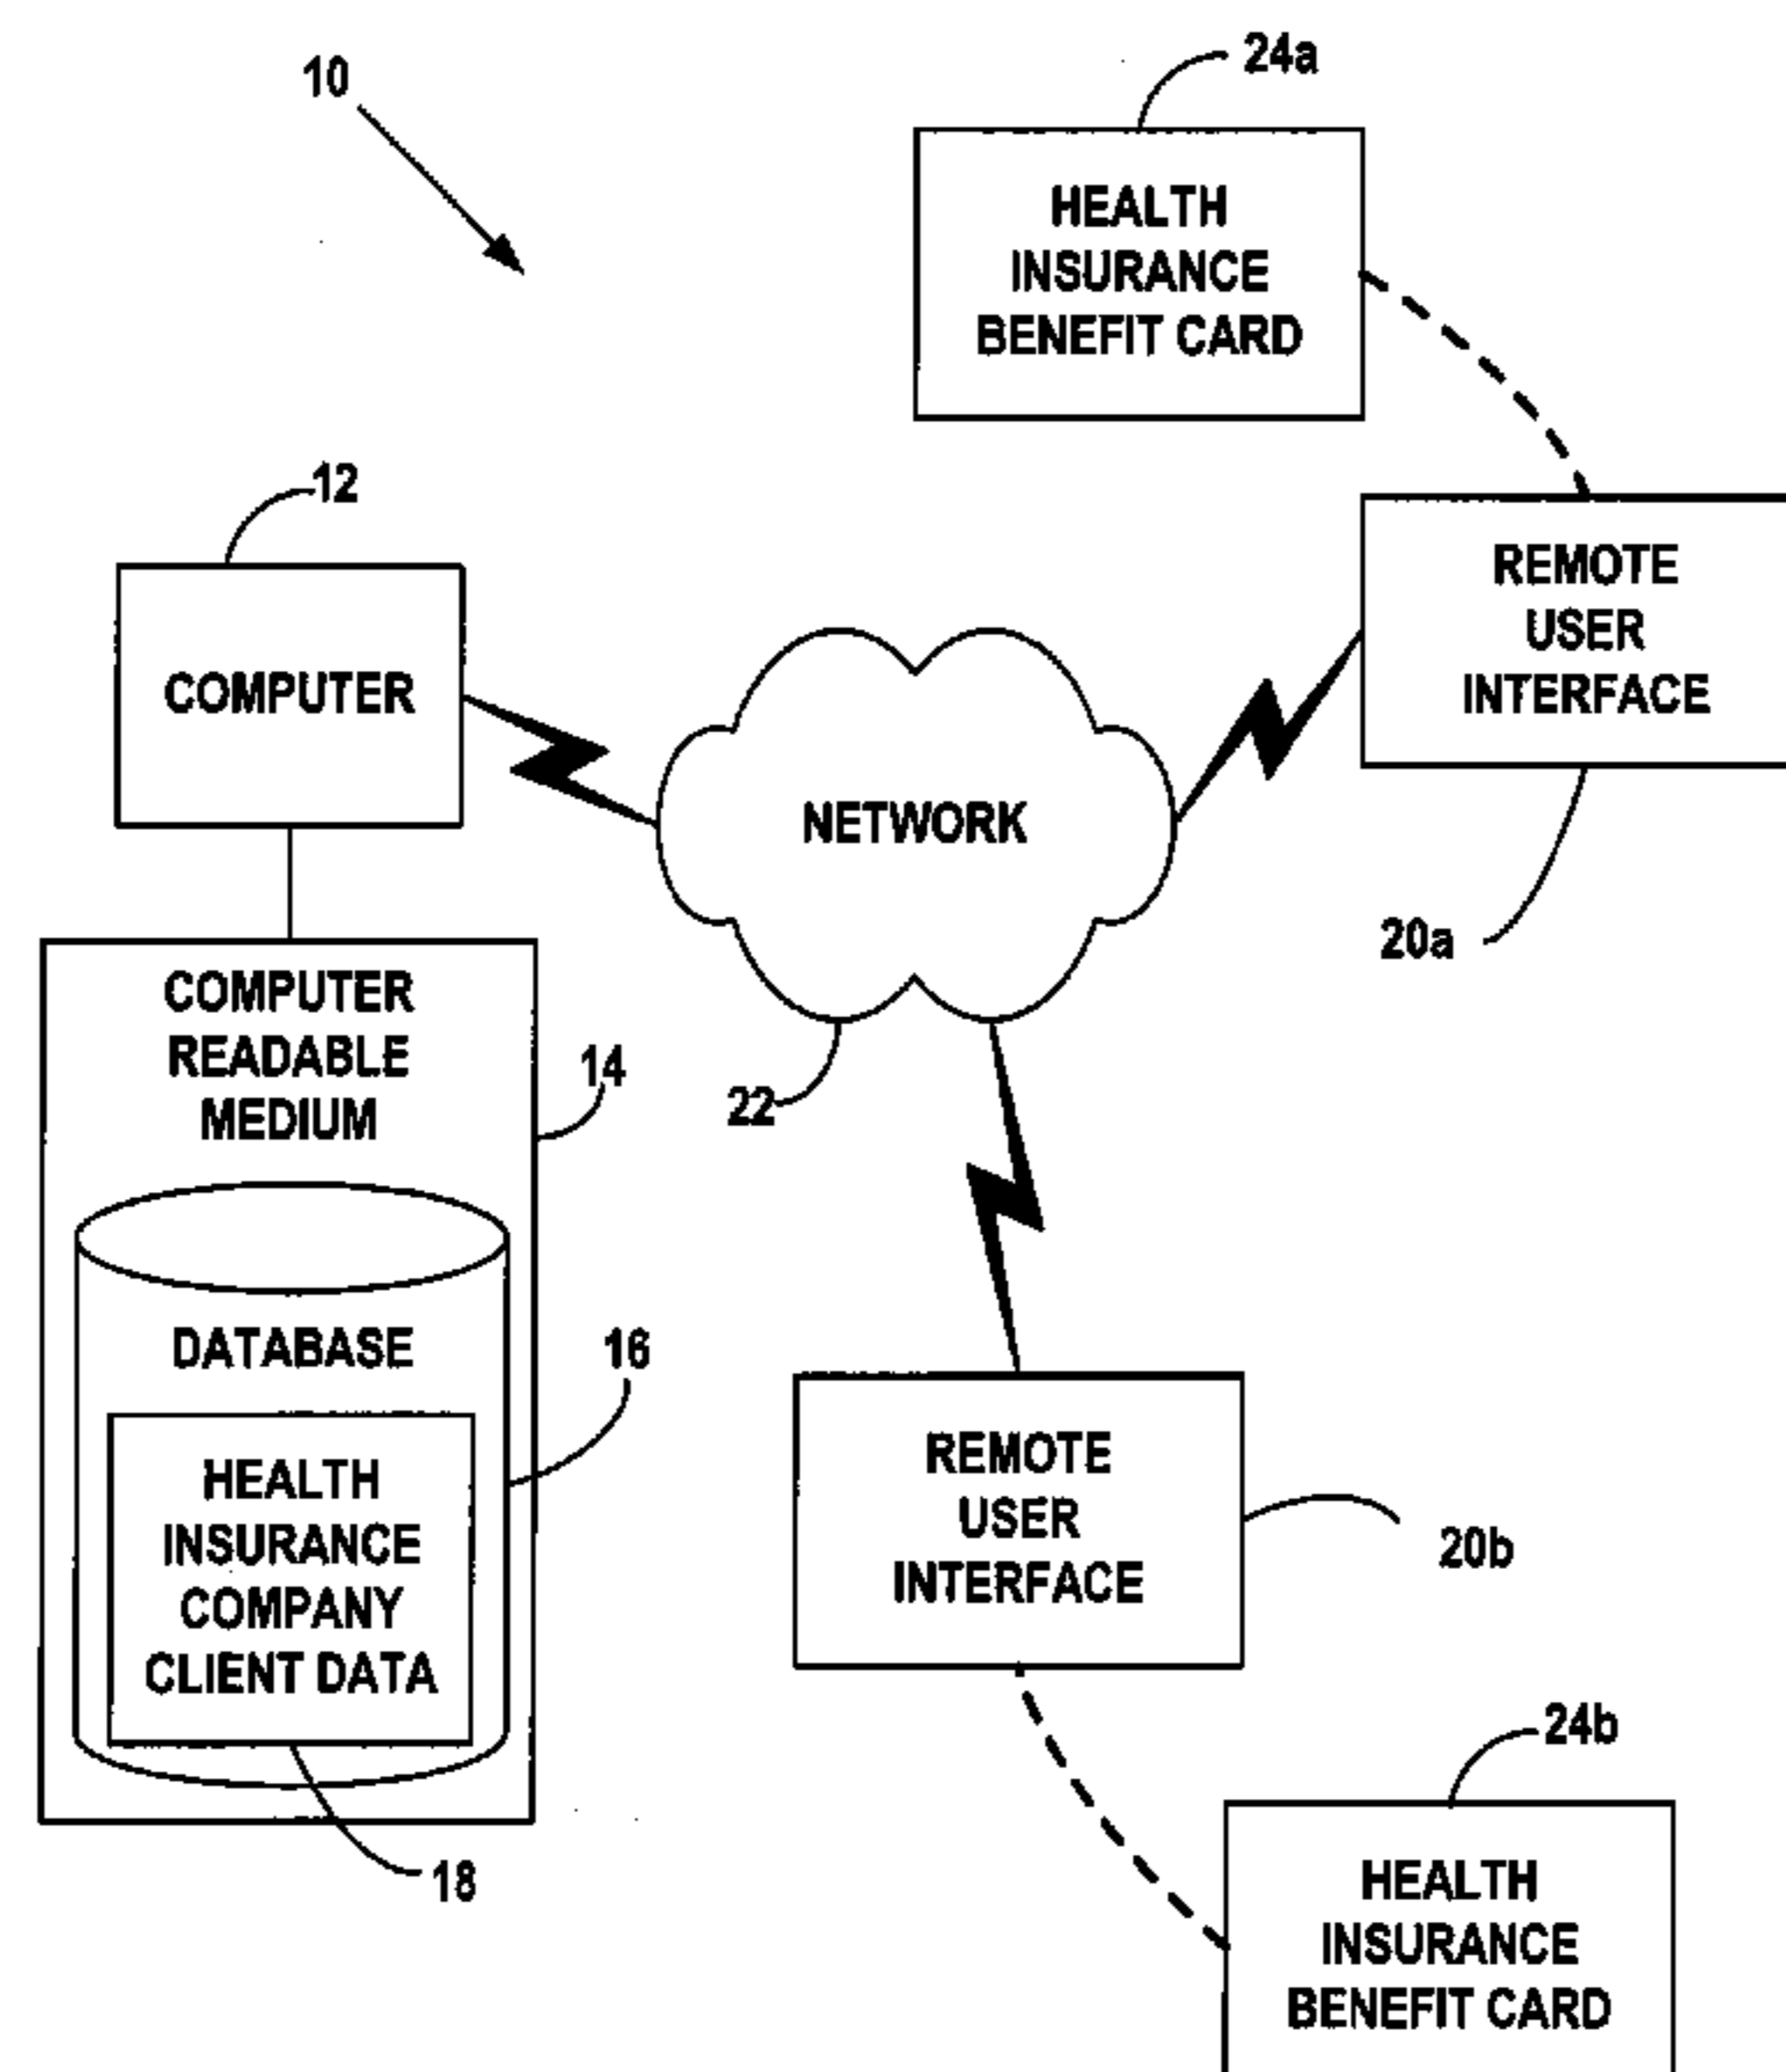 10
24a
HEALTH
INSURANCE
BENEFIT CARD
12
COMPUTER
REMOTE
USER
INTERFACE
20a
NETWORK
22
COMPUTER
READABLE
MEDIUM
14
DATABASE
16
HEALTH
INSURANCE
COMPANY
CLIENT DATA
18
REMOTE
USER
INTERFACE
20b
24b
HEALTH
INSURANCE
BENEFIT CARD